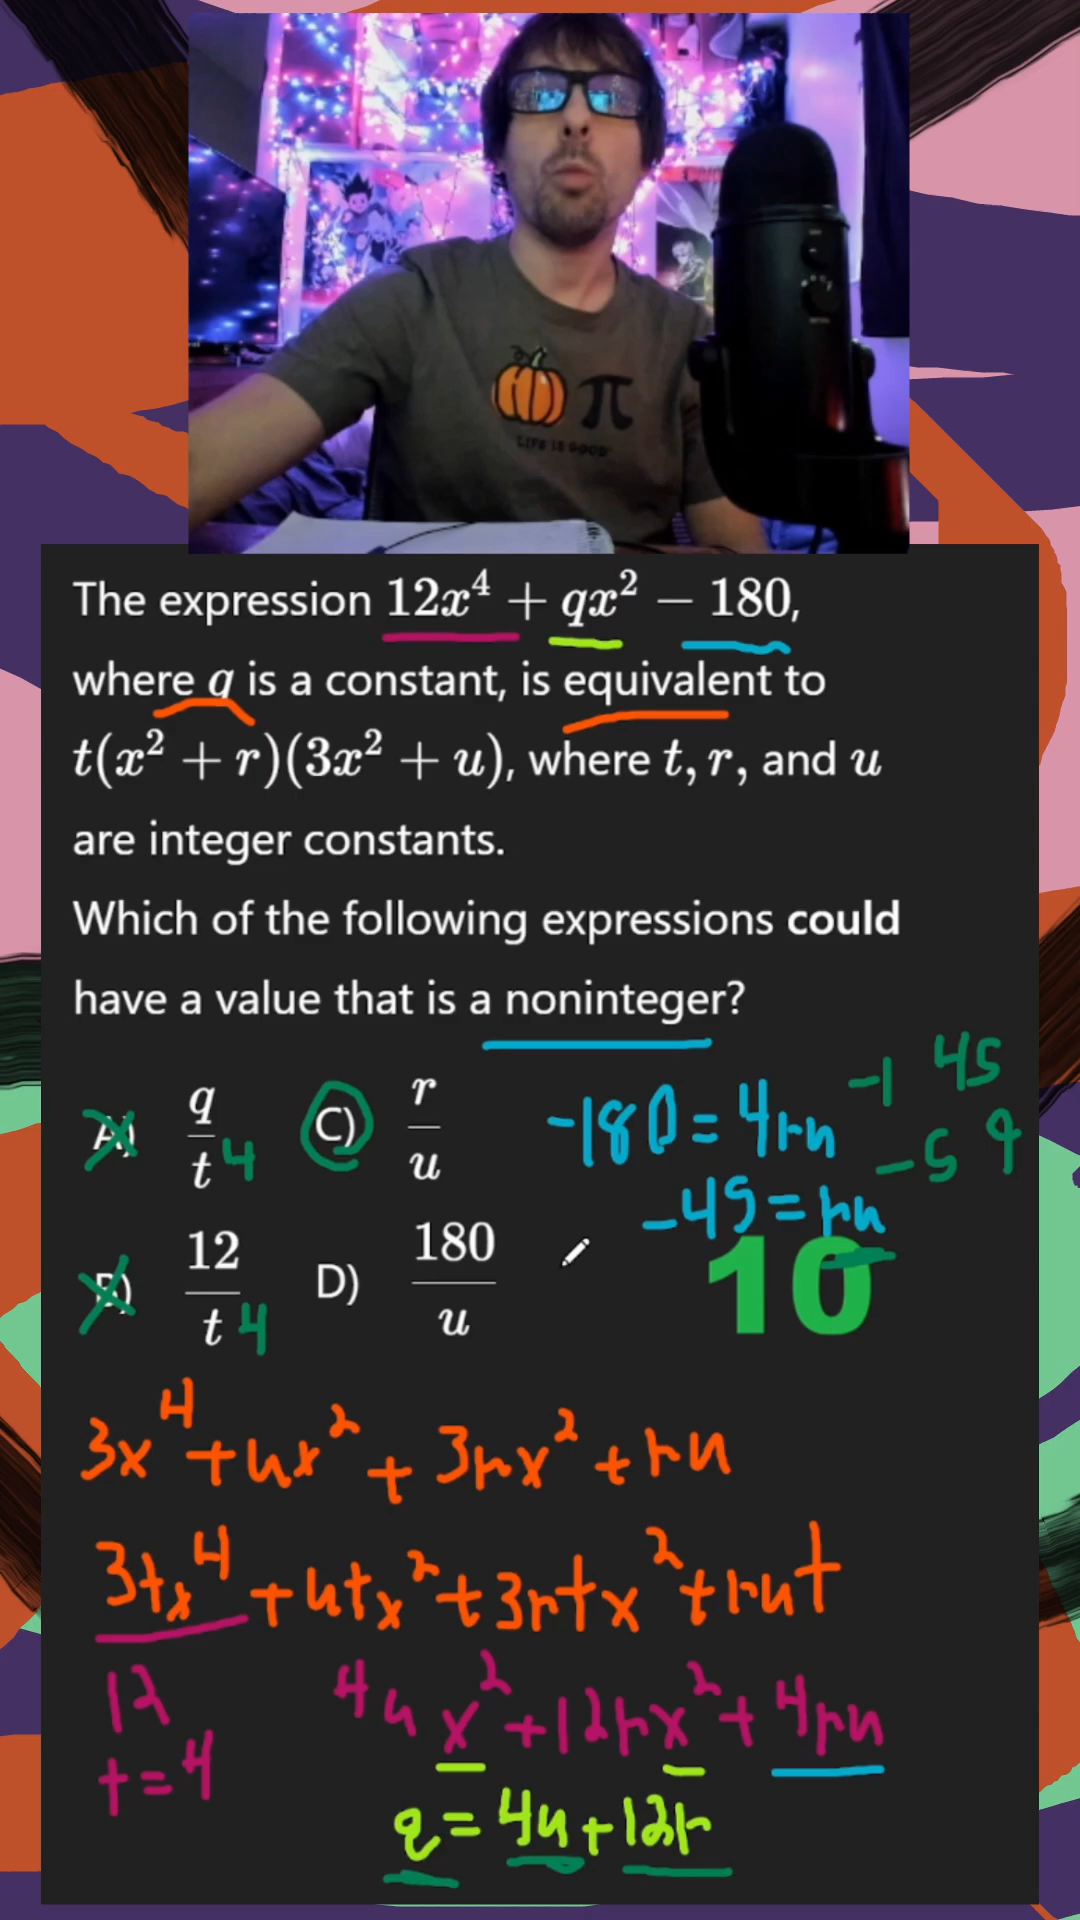 π
LIFE IS GOOD
The expression 12x⁴ + qx² − 180,
where q is a constant, is equivalent to
t(x² + r)(3x² + u), where t, r, and u
are integer constants.
Which of the following expressions could
have a value that is a noninteger?
A) q/t 4
C) r/u
B) 12/t 4
D) 180/u
-180 = 4ru
-45 = ru
-1 45
-5 9
10
3x⁴ + ux² + 3rx² + ru
3tx⁴ + utx² + 3rtx² + rut
12
t = 4
4ux² + 12rx² + 4ru
q = 4u + 12r